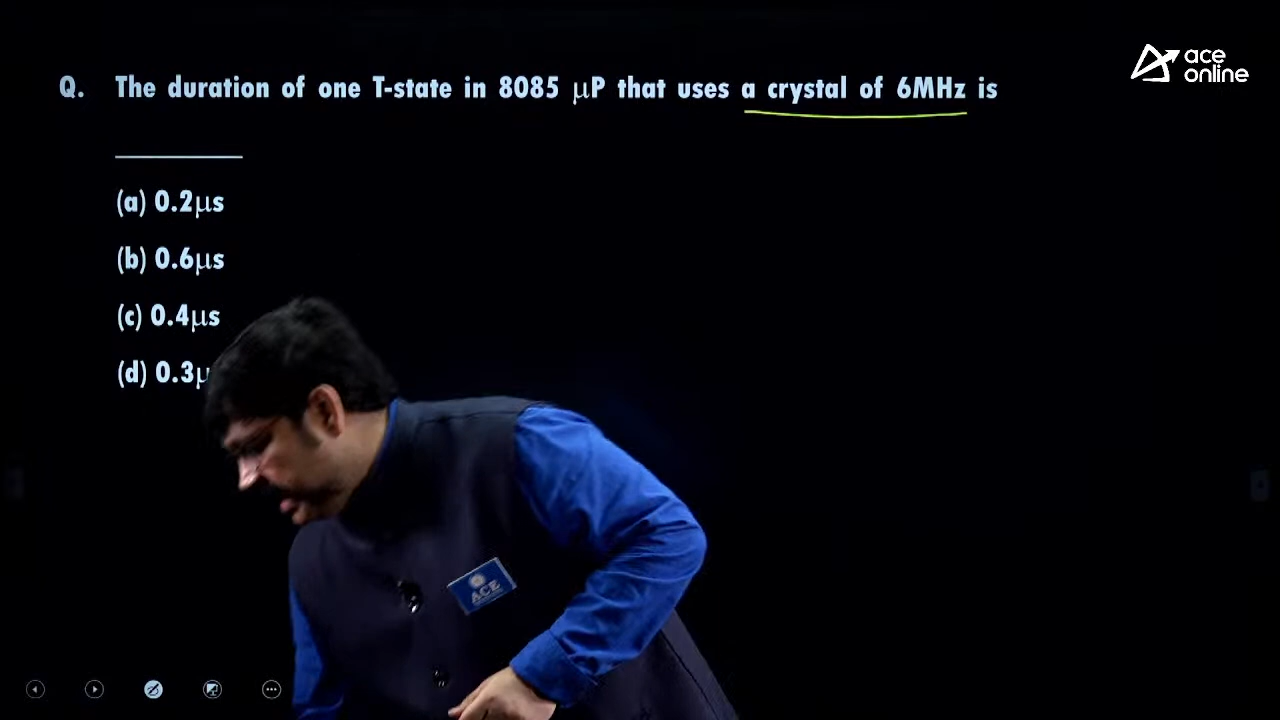 ace
online
Q. The duration of one T-state in 8085 μP that uses a crystal of 6MHz is
(a) 0.2μs
(b) 0.6μs
(c) 0.4μs
(d) 0.3μ
ACE